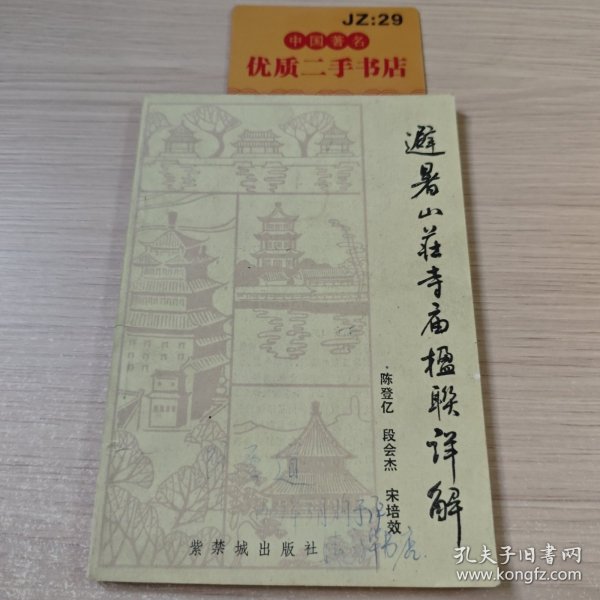 JZ:29
中国著名
优质二手书店
避暑山莊寺庙楹聯详解
·陈登亿 段会杰 宋培效
紫禁城出版社
孔夫子旧书网
www.kongfz.com